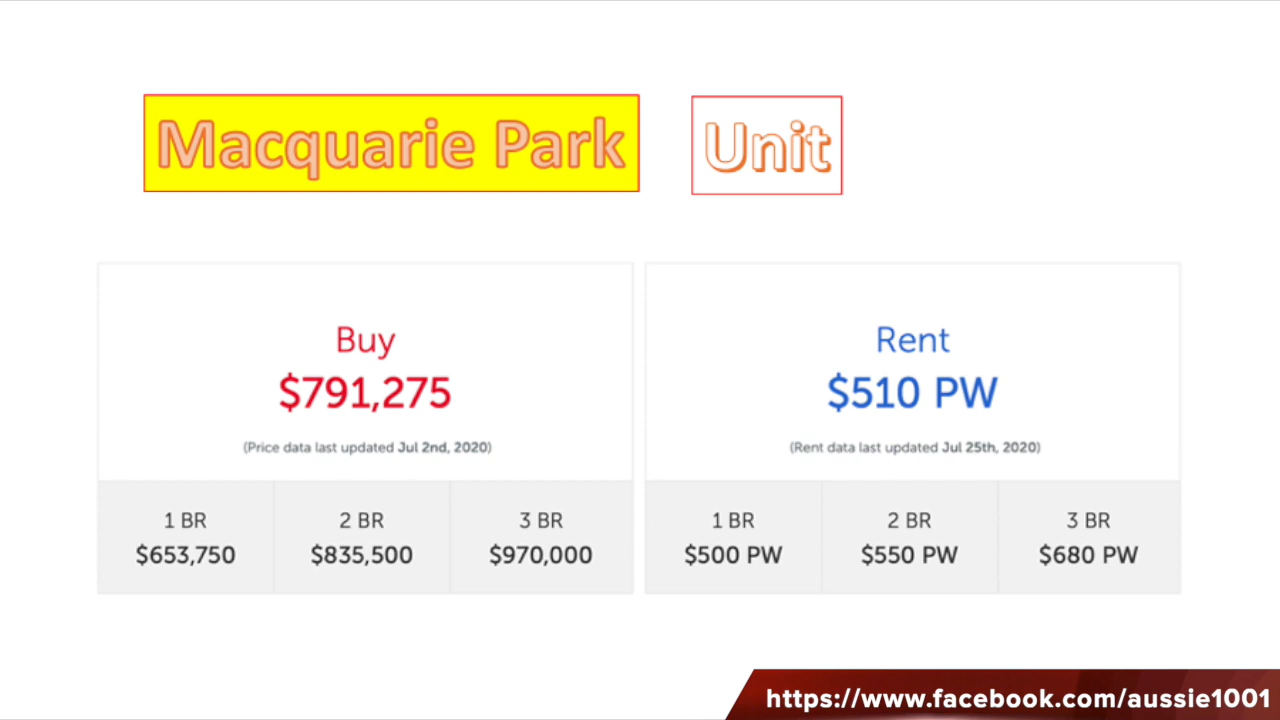 Macquarie Park Unit
Buy
$791,275
(Price data last updated Jul 2nd, 2020)
1 BR 2 BR 3 BR
$653,750 $835,500 $970,000
Rent
$510 PW
(Rent data last updated Jul 25th, 2020)
1 BR 2 BR 3 BR
$500 PW $550 PW $680 PW
https://www.facebook.com/aussie1001